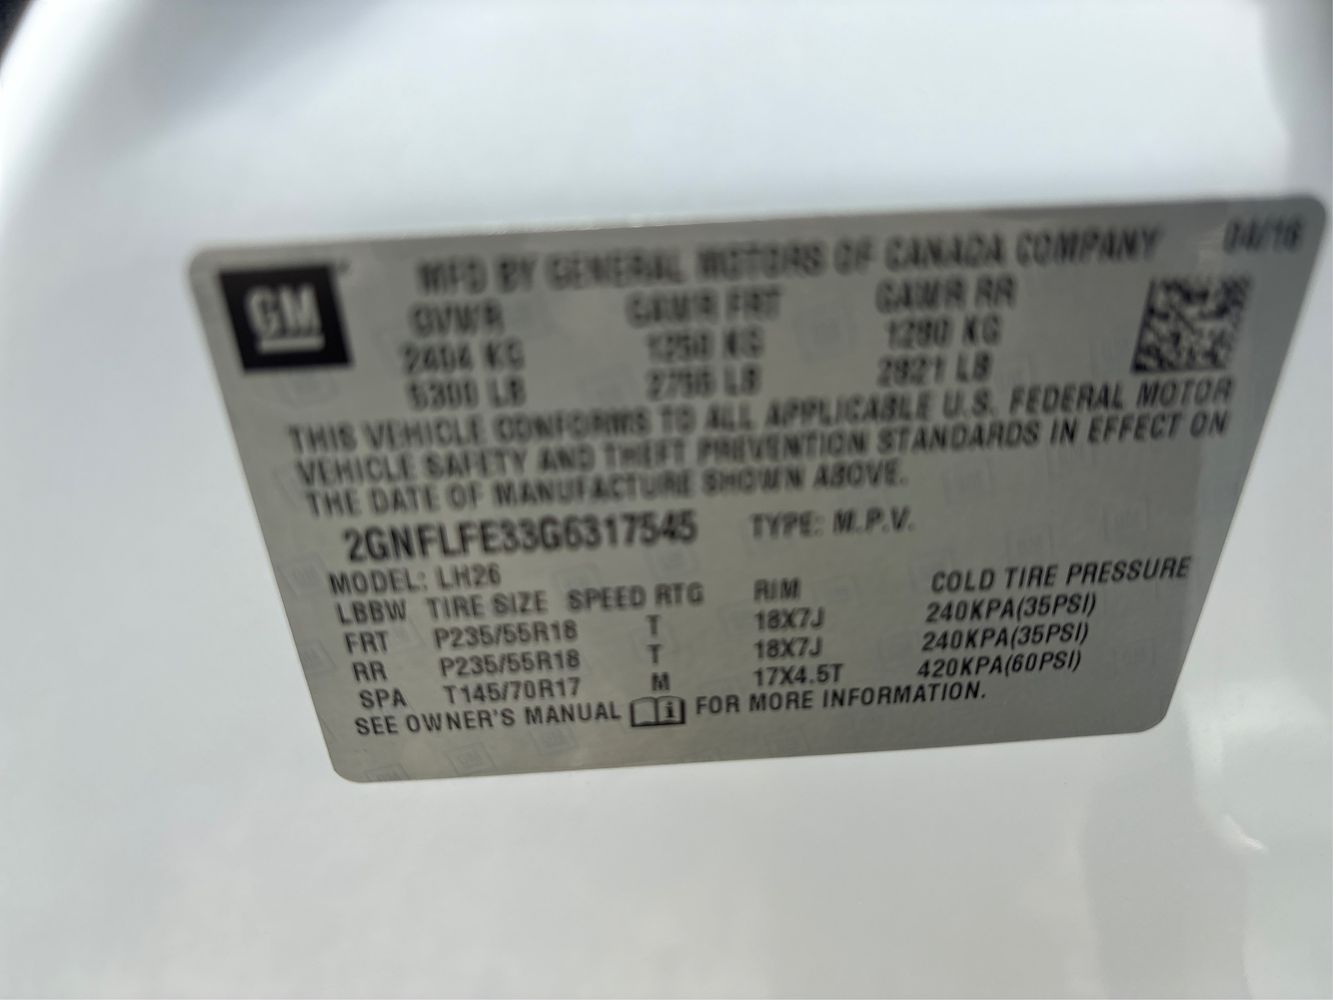 GM
MFD BY GENERAL MOTORS OF CANADA COMPANY 04/16
GVWR GAWR FRT GAWR RR
2404 KG KG KG
5300 LB LB 2821 LB
THIS VEHICLE CONFORMS TO ALL APPLICABLE U.S. FEDERAL MOTOR
VEHICLE SAFETY AND THEFT PREVENTION STANDARDS IN EFFECT ON
THE DATE OF MANUFACTURE SHOWN ABOVE.
2GNFLFE33G6317545 TYPE: M.P.V.
MODEL: LH26
LBBW TIRE SIZE SPEED RTG RIM COLD TIRE PRESSURE
FRT P235/55R18 T 18X7J 240KPA(35PSI)
RR P235/55R18 T 18X7J 240KPA(35PSI)
SPA T145/70R17 M 17X4.5T 420KPA(60PSI)
SEE OWNER'S MANUAL i FOR MORE INFORMATION.